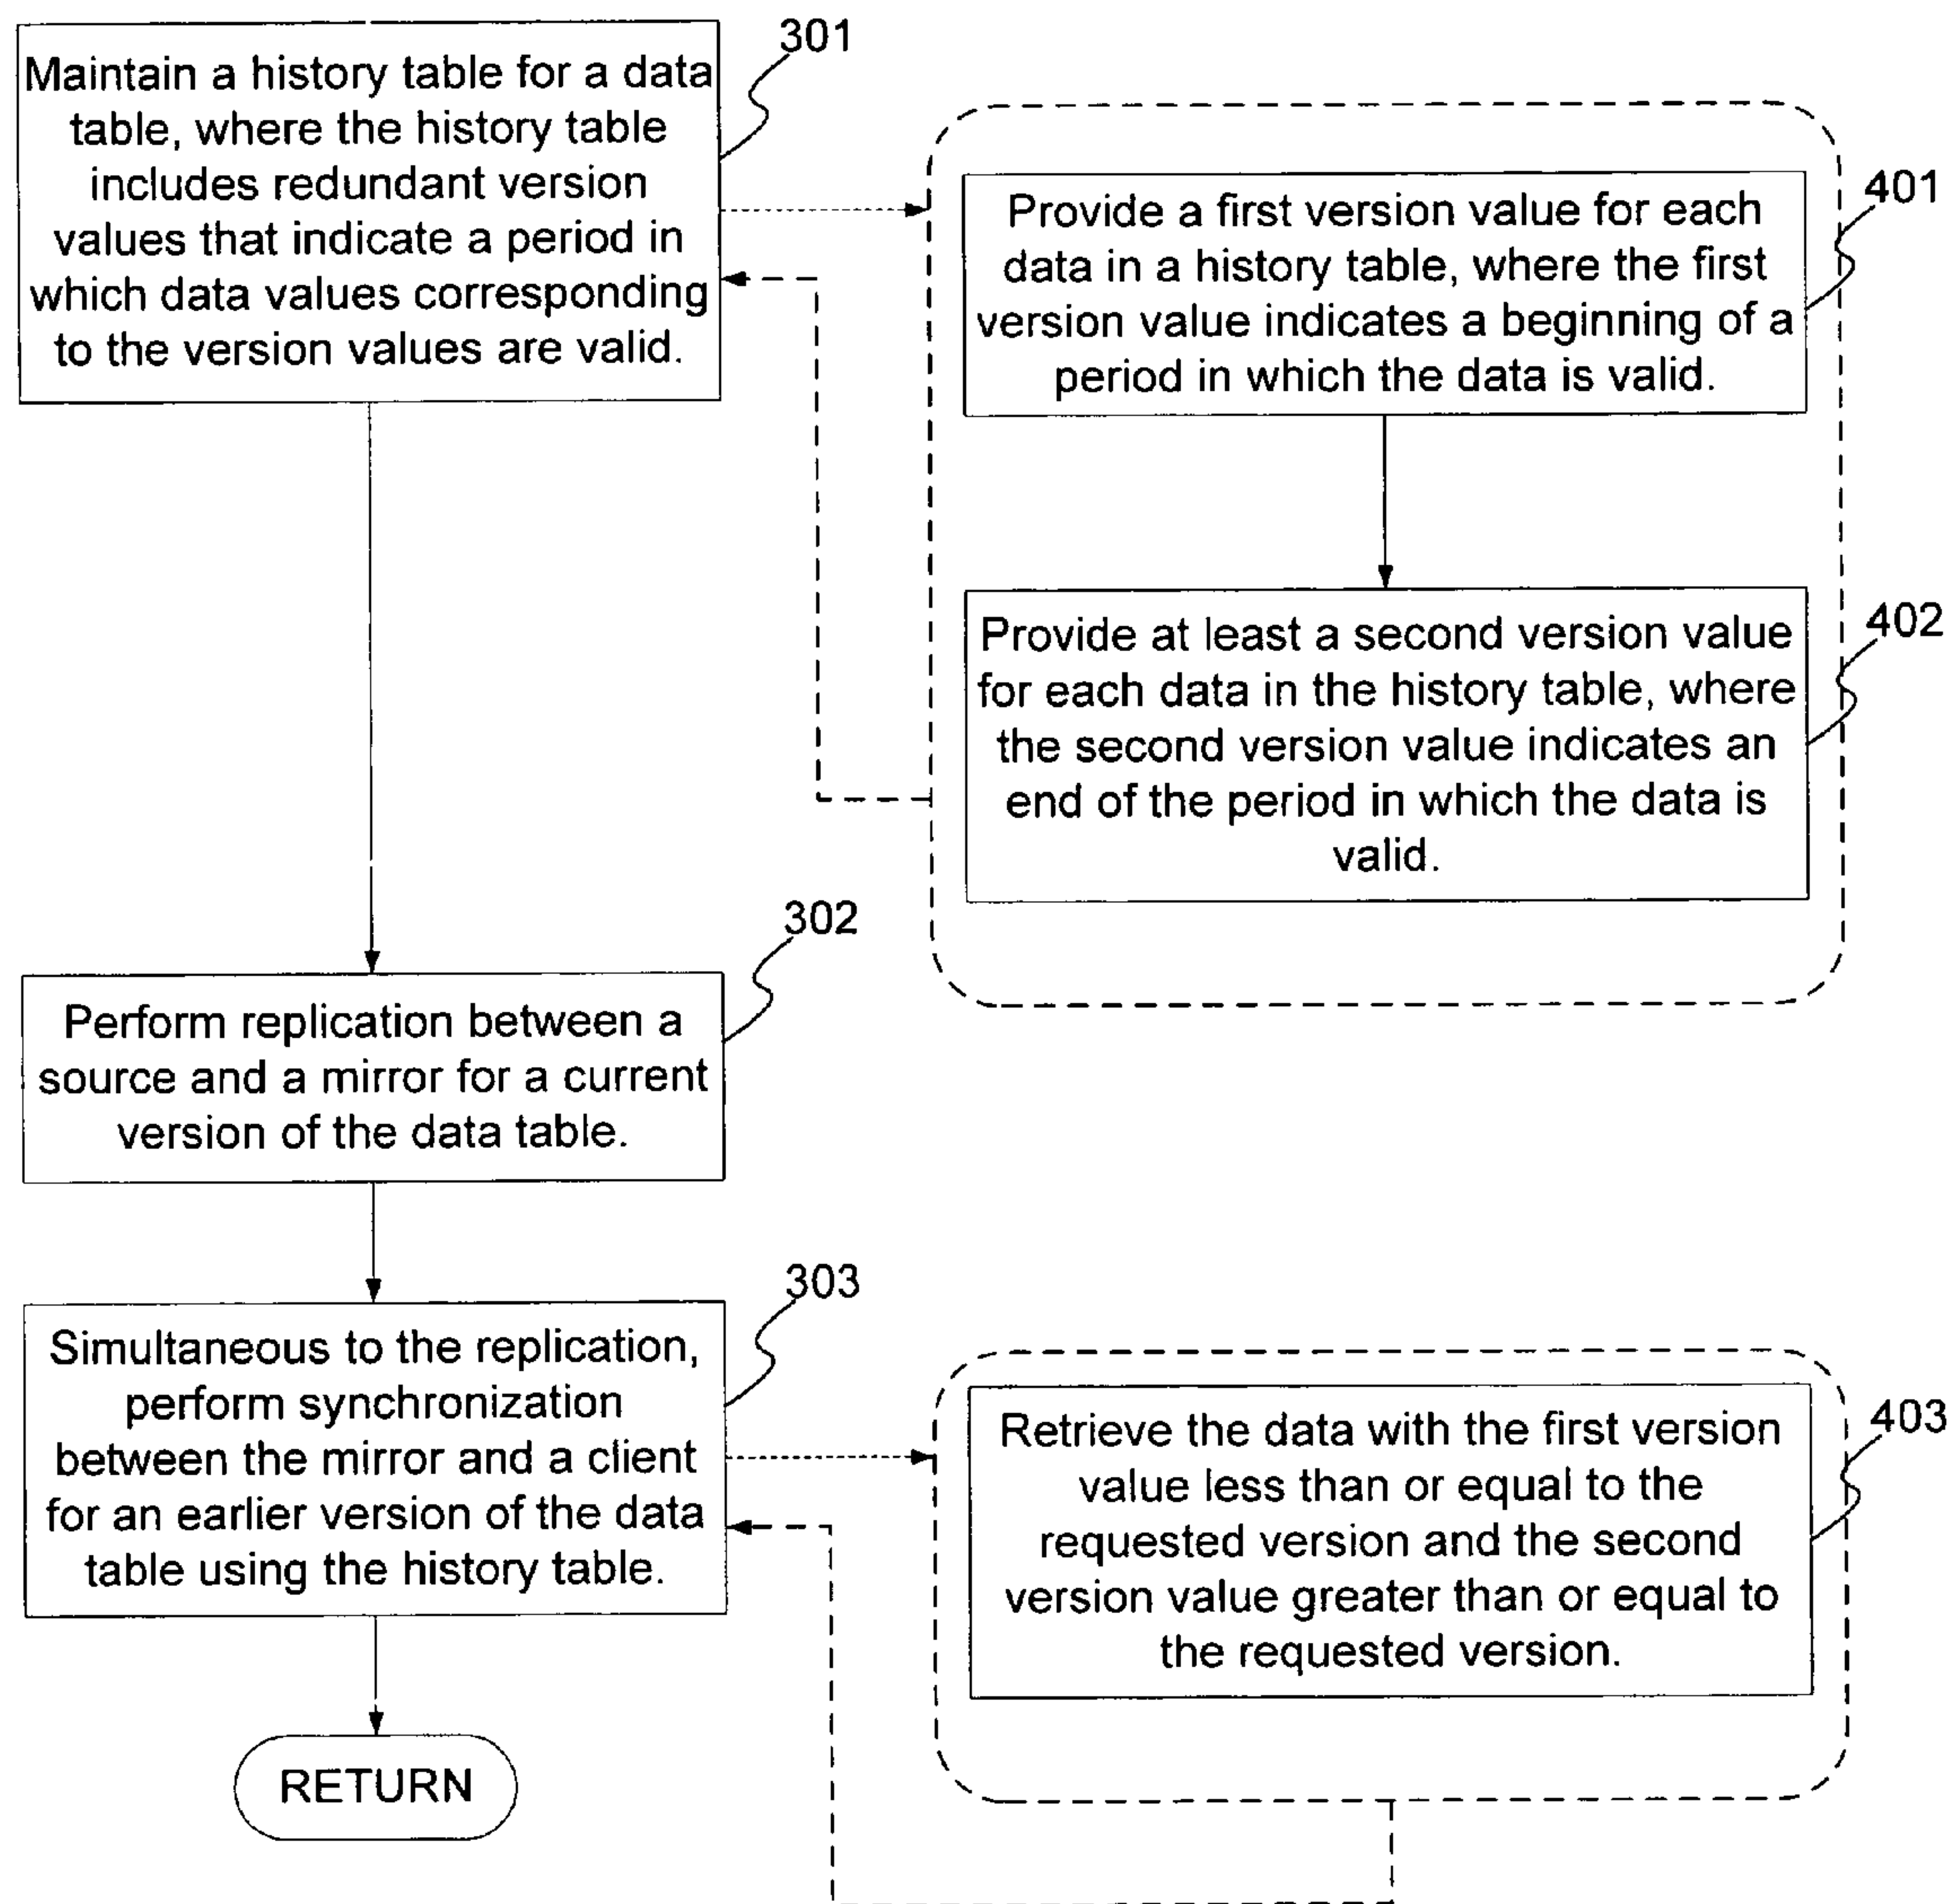 301
Maintain a history table for a data
table, where the history table
includes redundant version
values that indicate a period in
which data values corresponding
to the version values are valid.
401
Provide a first version value for each
data in a history table, where the first
version value indicates a beginning of a
period in which the data is valid.
402
Provide at least a second version value
for each data in the history table, where
the second version value indicates an
end of the period in which the data is
valid.
302
Perform replication between a
source and a mirror for a current
version of the data table.
303
Simultaneous to the replication,
perform synchronization
between the mirror and a client
for an earlier version of the data
table using the history table.
403
Retrieve the data with the first version
value less than or equal to the
requested version and the second
version value greater than or equal to
the requested version.
RETURN